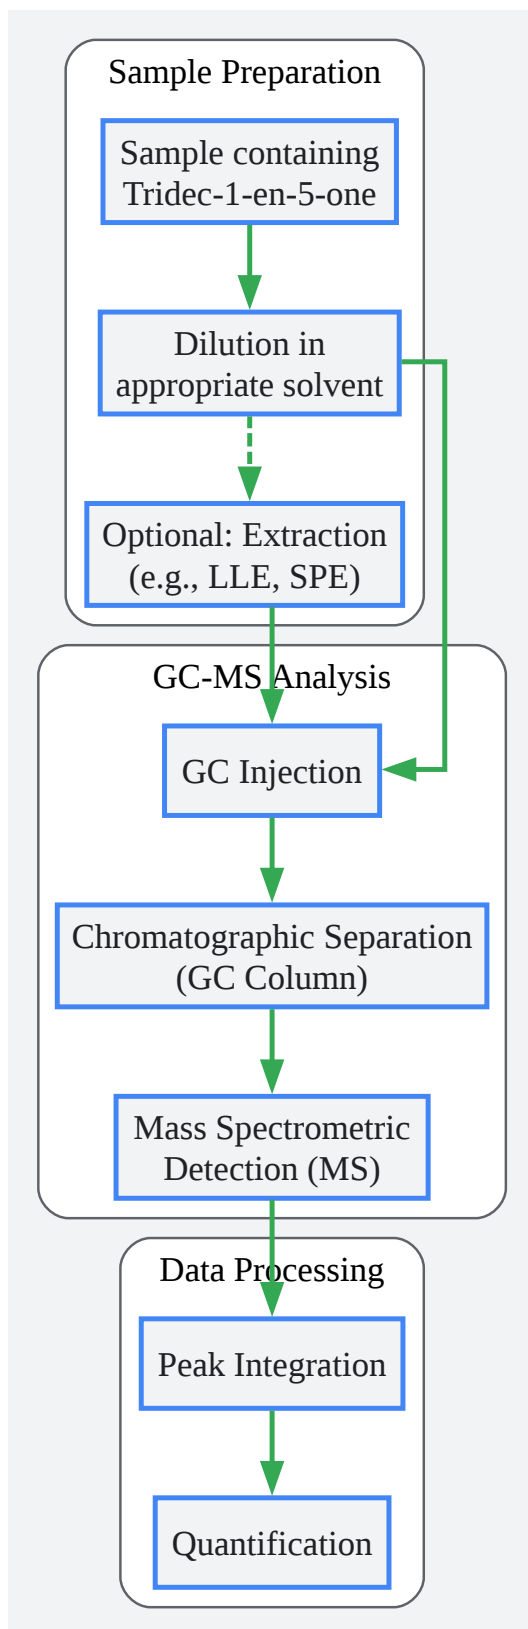 Sample Preparation
Sample containing
Tridec-1-en-5-one
Dilution in
appropriate solvent
Optional: Extraction
(e.g., LLE, SPE)
GC-MS Analysis
GC Injection
Chromatographic Separation
(GC Column)
Mass Spectrometric
Detection (MS)
Data Processing
Peak Integration
Quantification